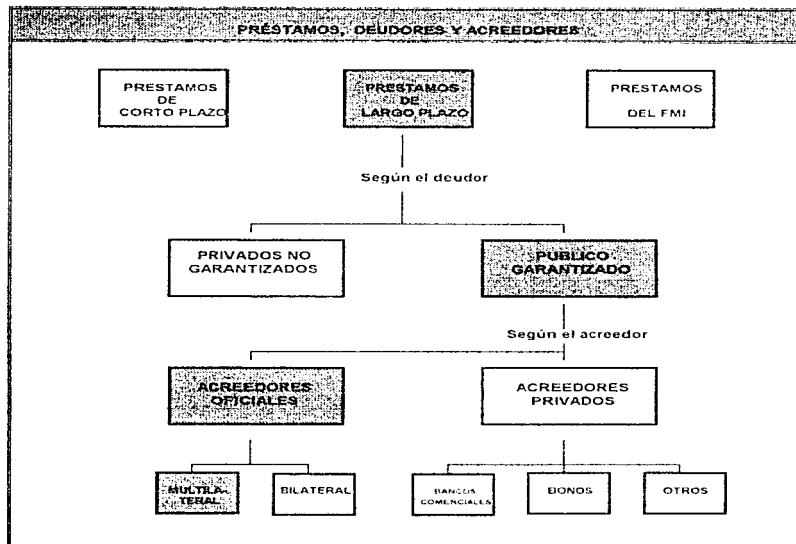 PRÉSTAMOS, DEUDORES Y ACREEDORES
PRESTAMOS
DE
CORTO PLAZO
PRESTAMOS
DE
LARGO PLAZO
PRESTAMOS
DEL FMI
Según el deudor
PRIVADOS NO
GARANTIZADOS
PUBLICO
GARANTIZADO
Según el acreedor
ACREEDORES
OFICIALES
ACREEDORES
PRIVADOS
MULTILA-
TERAL
BILATERAL
BANCOS
COMERCIALES
BONOS
OTROS